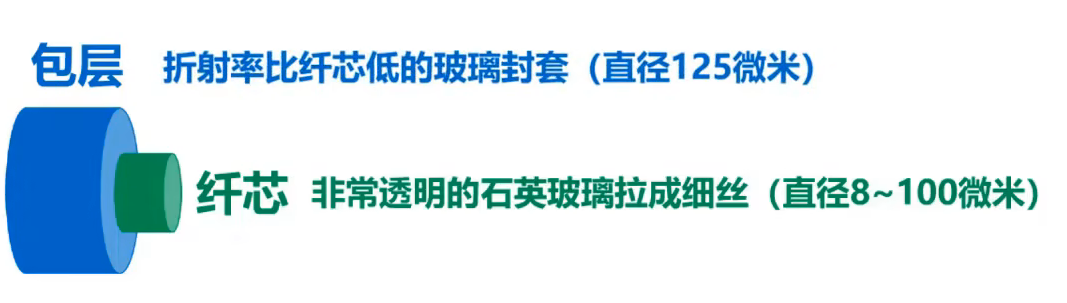 包层 折射率比纤芯低的玻璃封套（直径125微米）
纤芯 非常透明的石英玻璃拉成细丝（直径8~100微米）